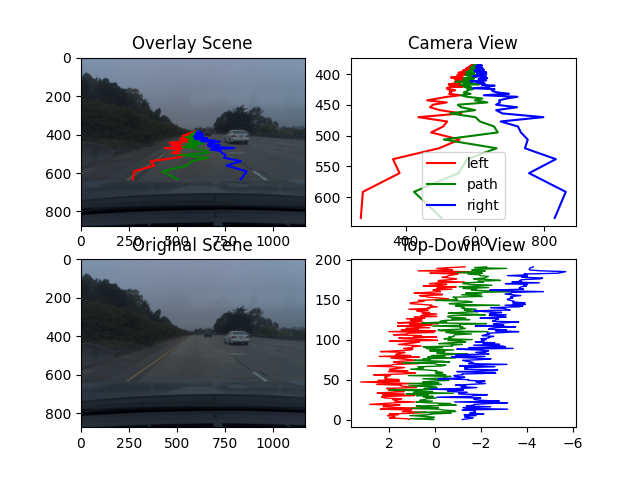 Overlay Scene
0
200
400
600
800
0 250 500 750 1000
Camera View
400
450
500
550
600
400 600 800
left
path
right
Original Scene
0
200
400
600
800
0 250 500 750 1000
Top-Down View
200
150
100
50
0
2 0 −2 −4 −6